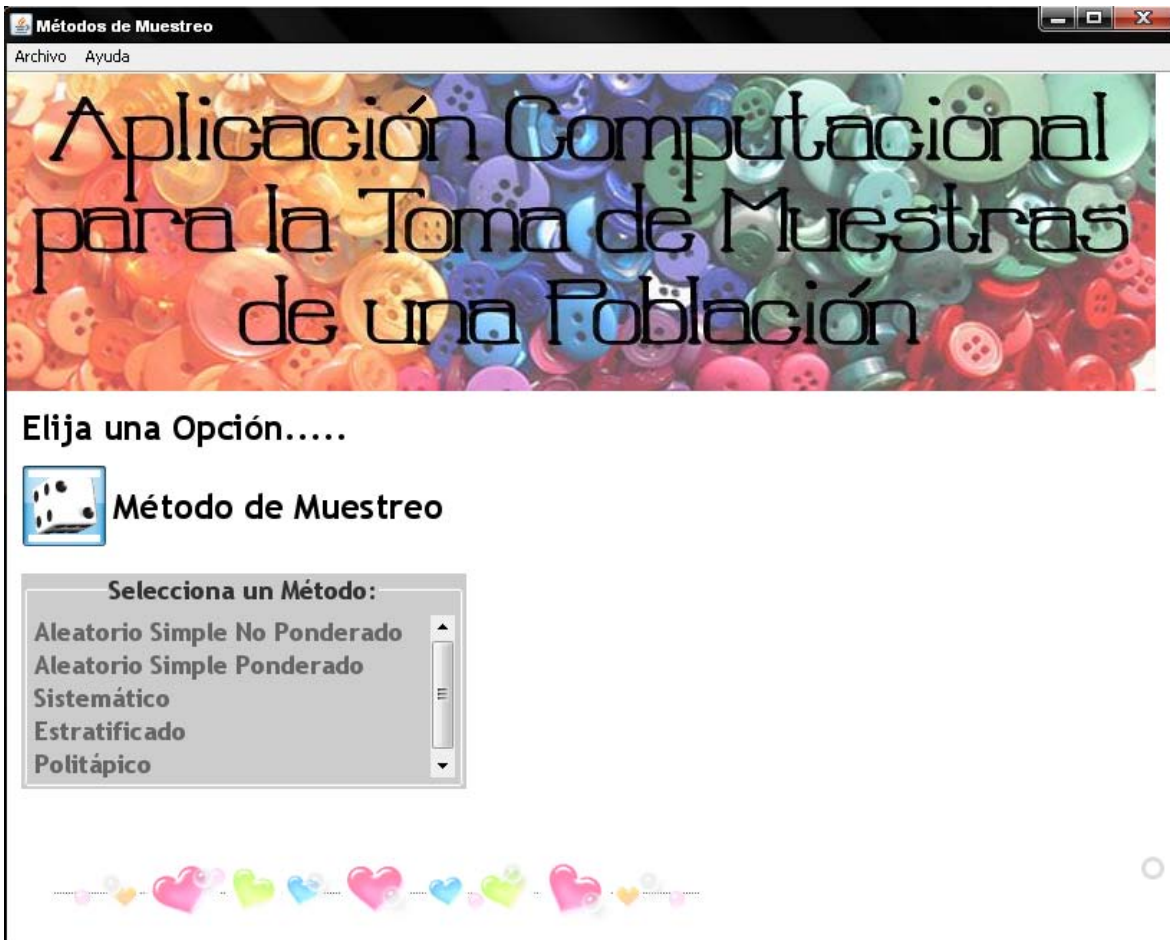 Métodos de Muestreo
Archivo Ayuda
Aplicación Computacional
para la Toma de Muestras
de una Población
Elija una Opción.....
Método de Muestreo
Selecciona un Método:
Aleatorio Simple No Ponderado
Aleatorio Simple Ponderado
Sistemático
Estratificado
Politápico